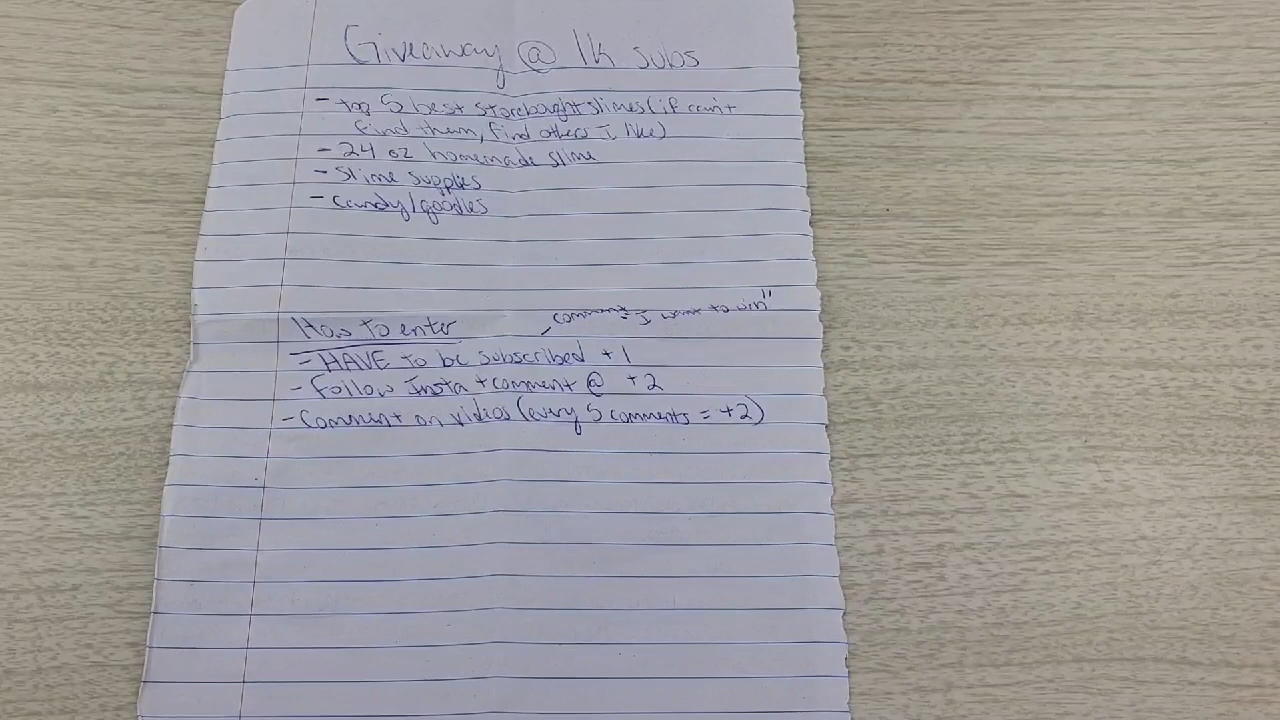 Giveaway @ 1k subs
- top 5 best storebought slimes (if can't
find them, find others I like)
- 24 oz homemade slime
- Slime supplies
- candy/goodies
How to enter
comment "I want to win"
- HAVE to be subscribed +1
- Follow Insta + comment @ +2
- Comment on videos (every 5 comments = +2)